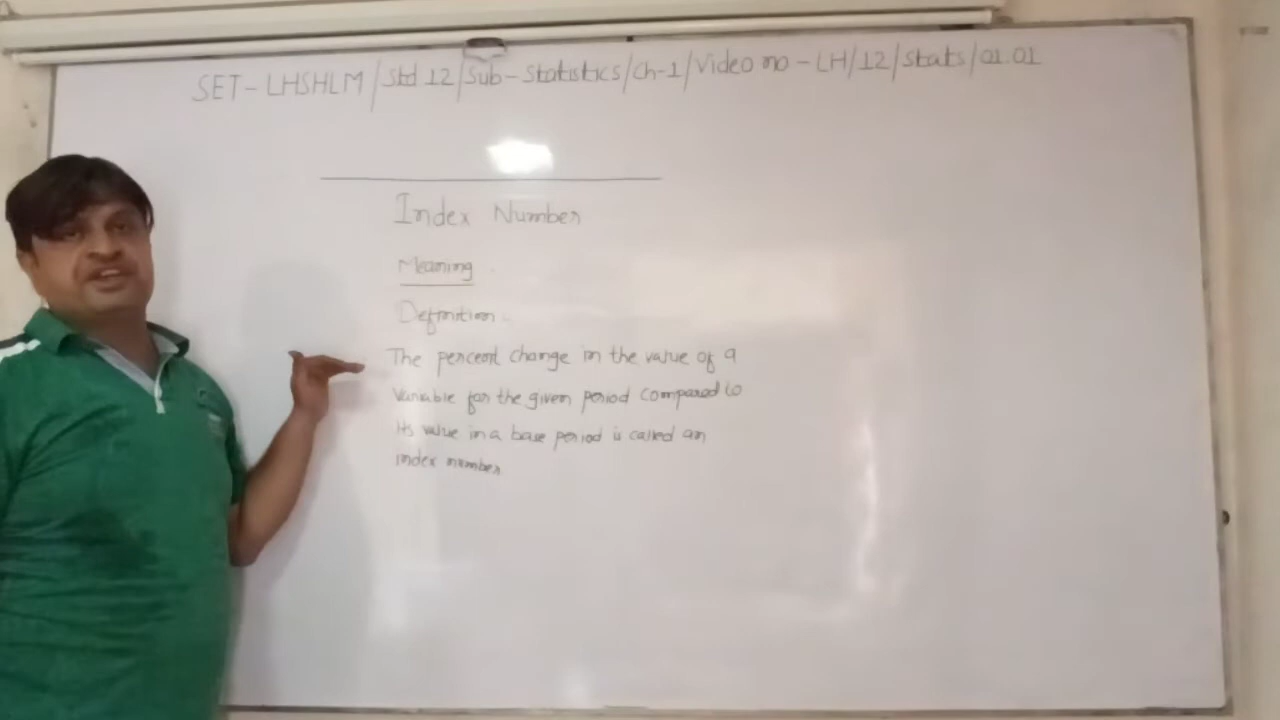 SET - LHSHLM / Std 12 / Sub - Statistics / Ch-1 / Video no - LH / 12 / Stats / 01.01
Index Number
Meaning
Definition
The percent change in the value of a
variable for the given period compared to
its value in a base period is called an
index number